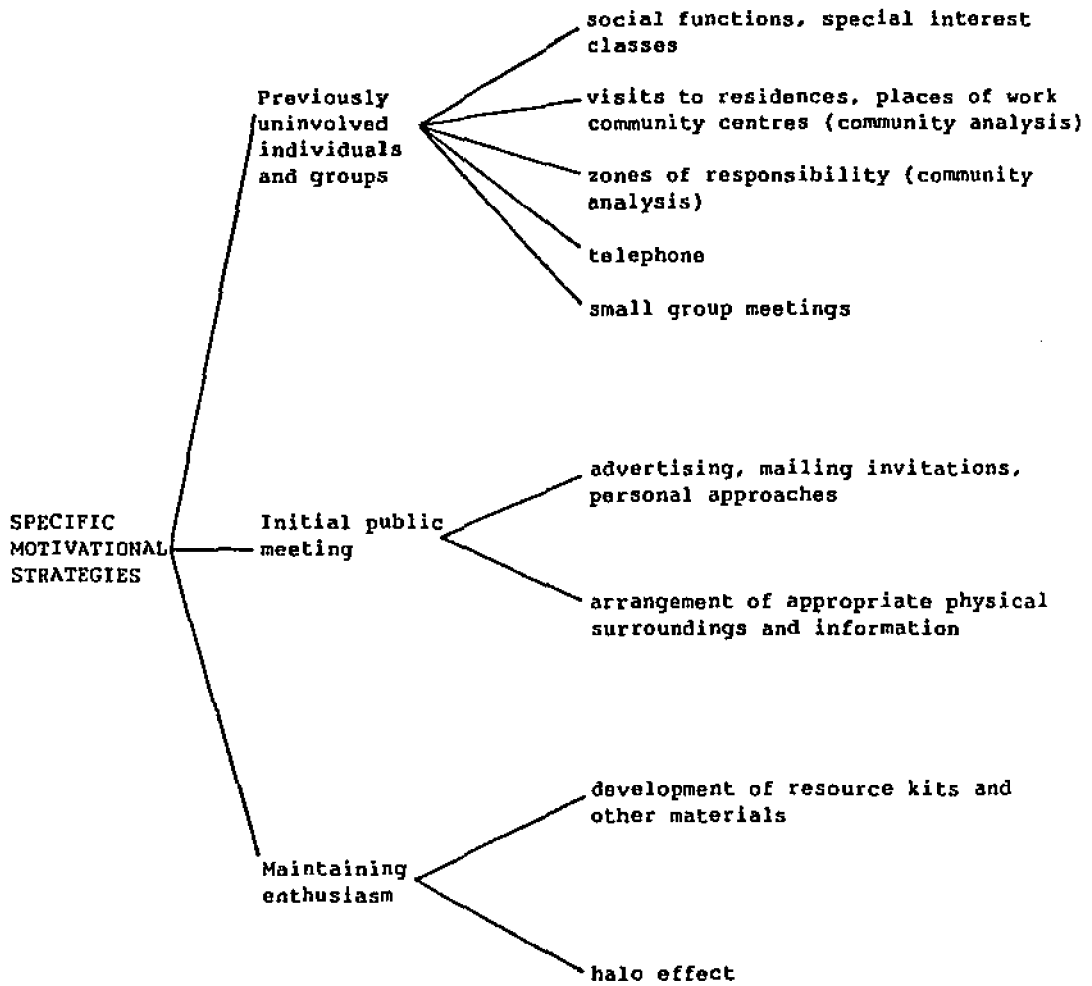 social functions, special interest
classes
Previously
uninvolved
individuals
and groups
visits to residences, places of work
community centres (community analysis)
zones of responsibility (community
analysis)
telephone
small group meetings
SPECIFIC
MOTIVATIONAL
STRATEGIES
Initial public
meeting
advertising, mailing invitations,
personal approaches
arrangement of appropriate physical
surroundings and information
Maintaining
enthusiasm
development of resource kits and
other materials
halo effect